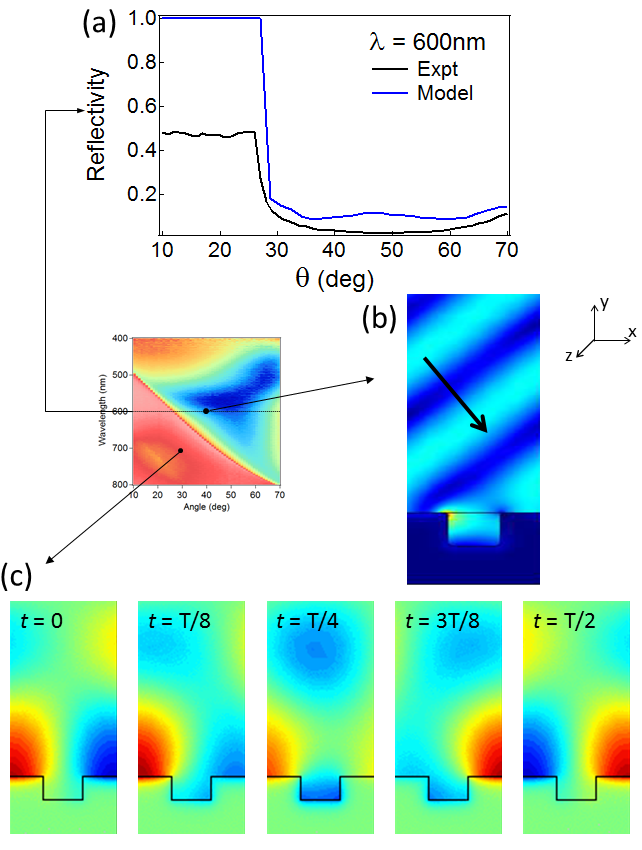 (a)
1.0
0.8
0.6
0.4
0.2
Reflectivity
λ = 600nm
Expt
Model
10 20 30 40 50 60 70
θ (deg)
(b)
y
x
z
400
500
600
700
800
Wavelength (nm)
10 20 30 40 50 60 70
Angle (deg)
(c)
t = 0
t = T/8
t = T/4
t = 3T/8
t = T/2